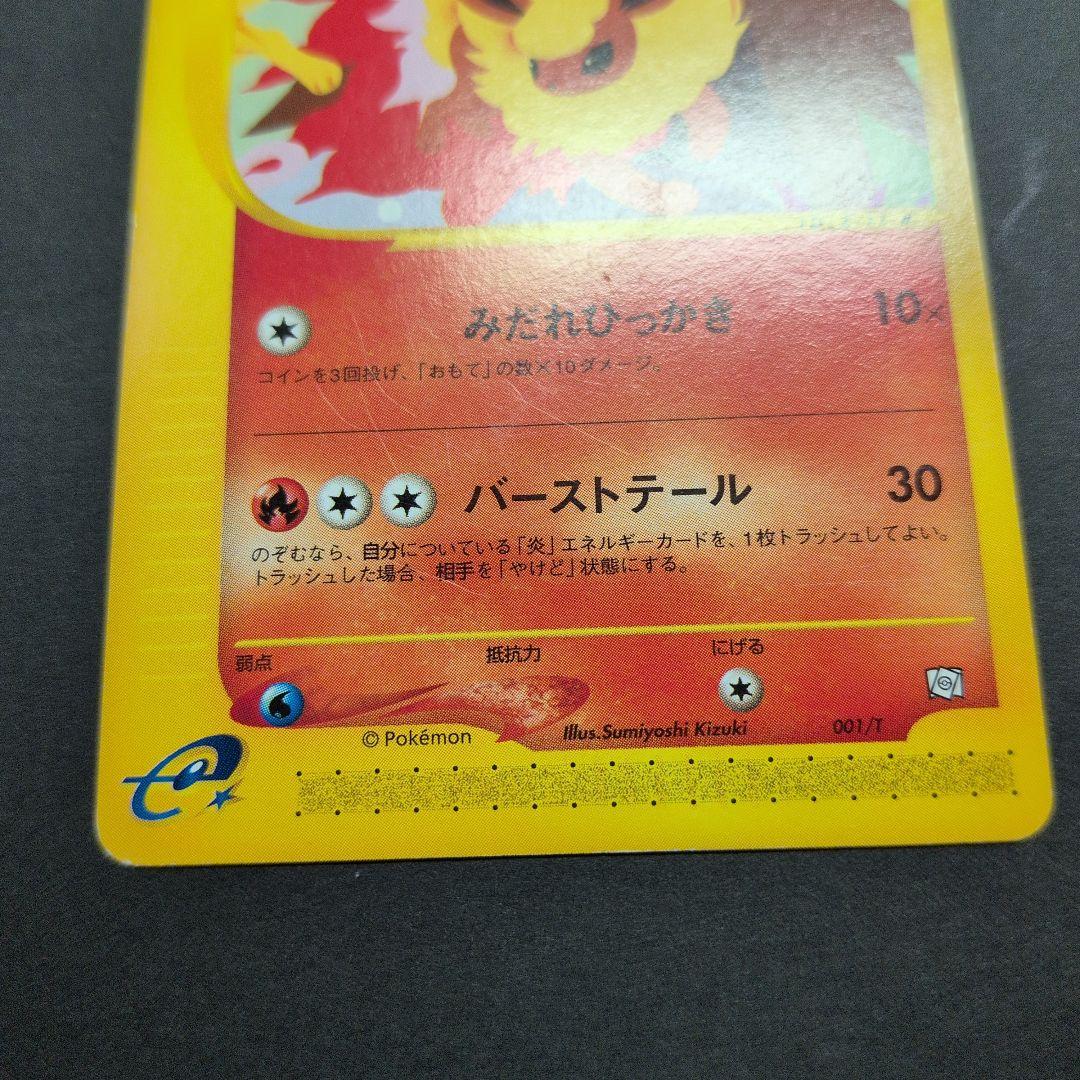 みだれひっかき 10×
コインを3回投げ、「おもて」の数×10ダメージ。
バーストテール 30
のぞむなら、自分についている「炎」エネルギーカードを、1枚トラッシュしてよい。
トラッシュした場合、相手を「やけど」状態にする。
弱点 抵抗力 にげる
© Pokémon Illus.Sumiyoshi Kizuki 001/T
e